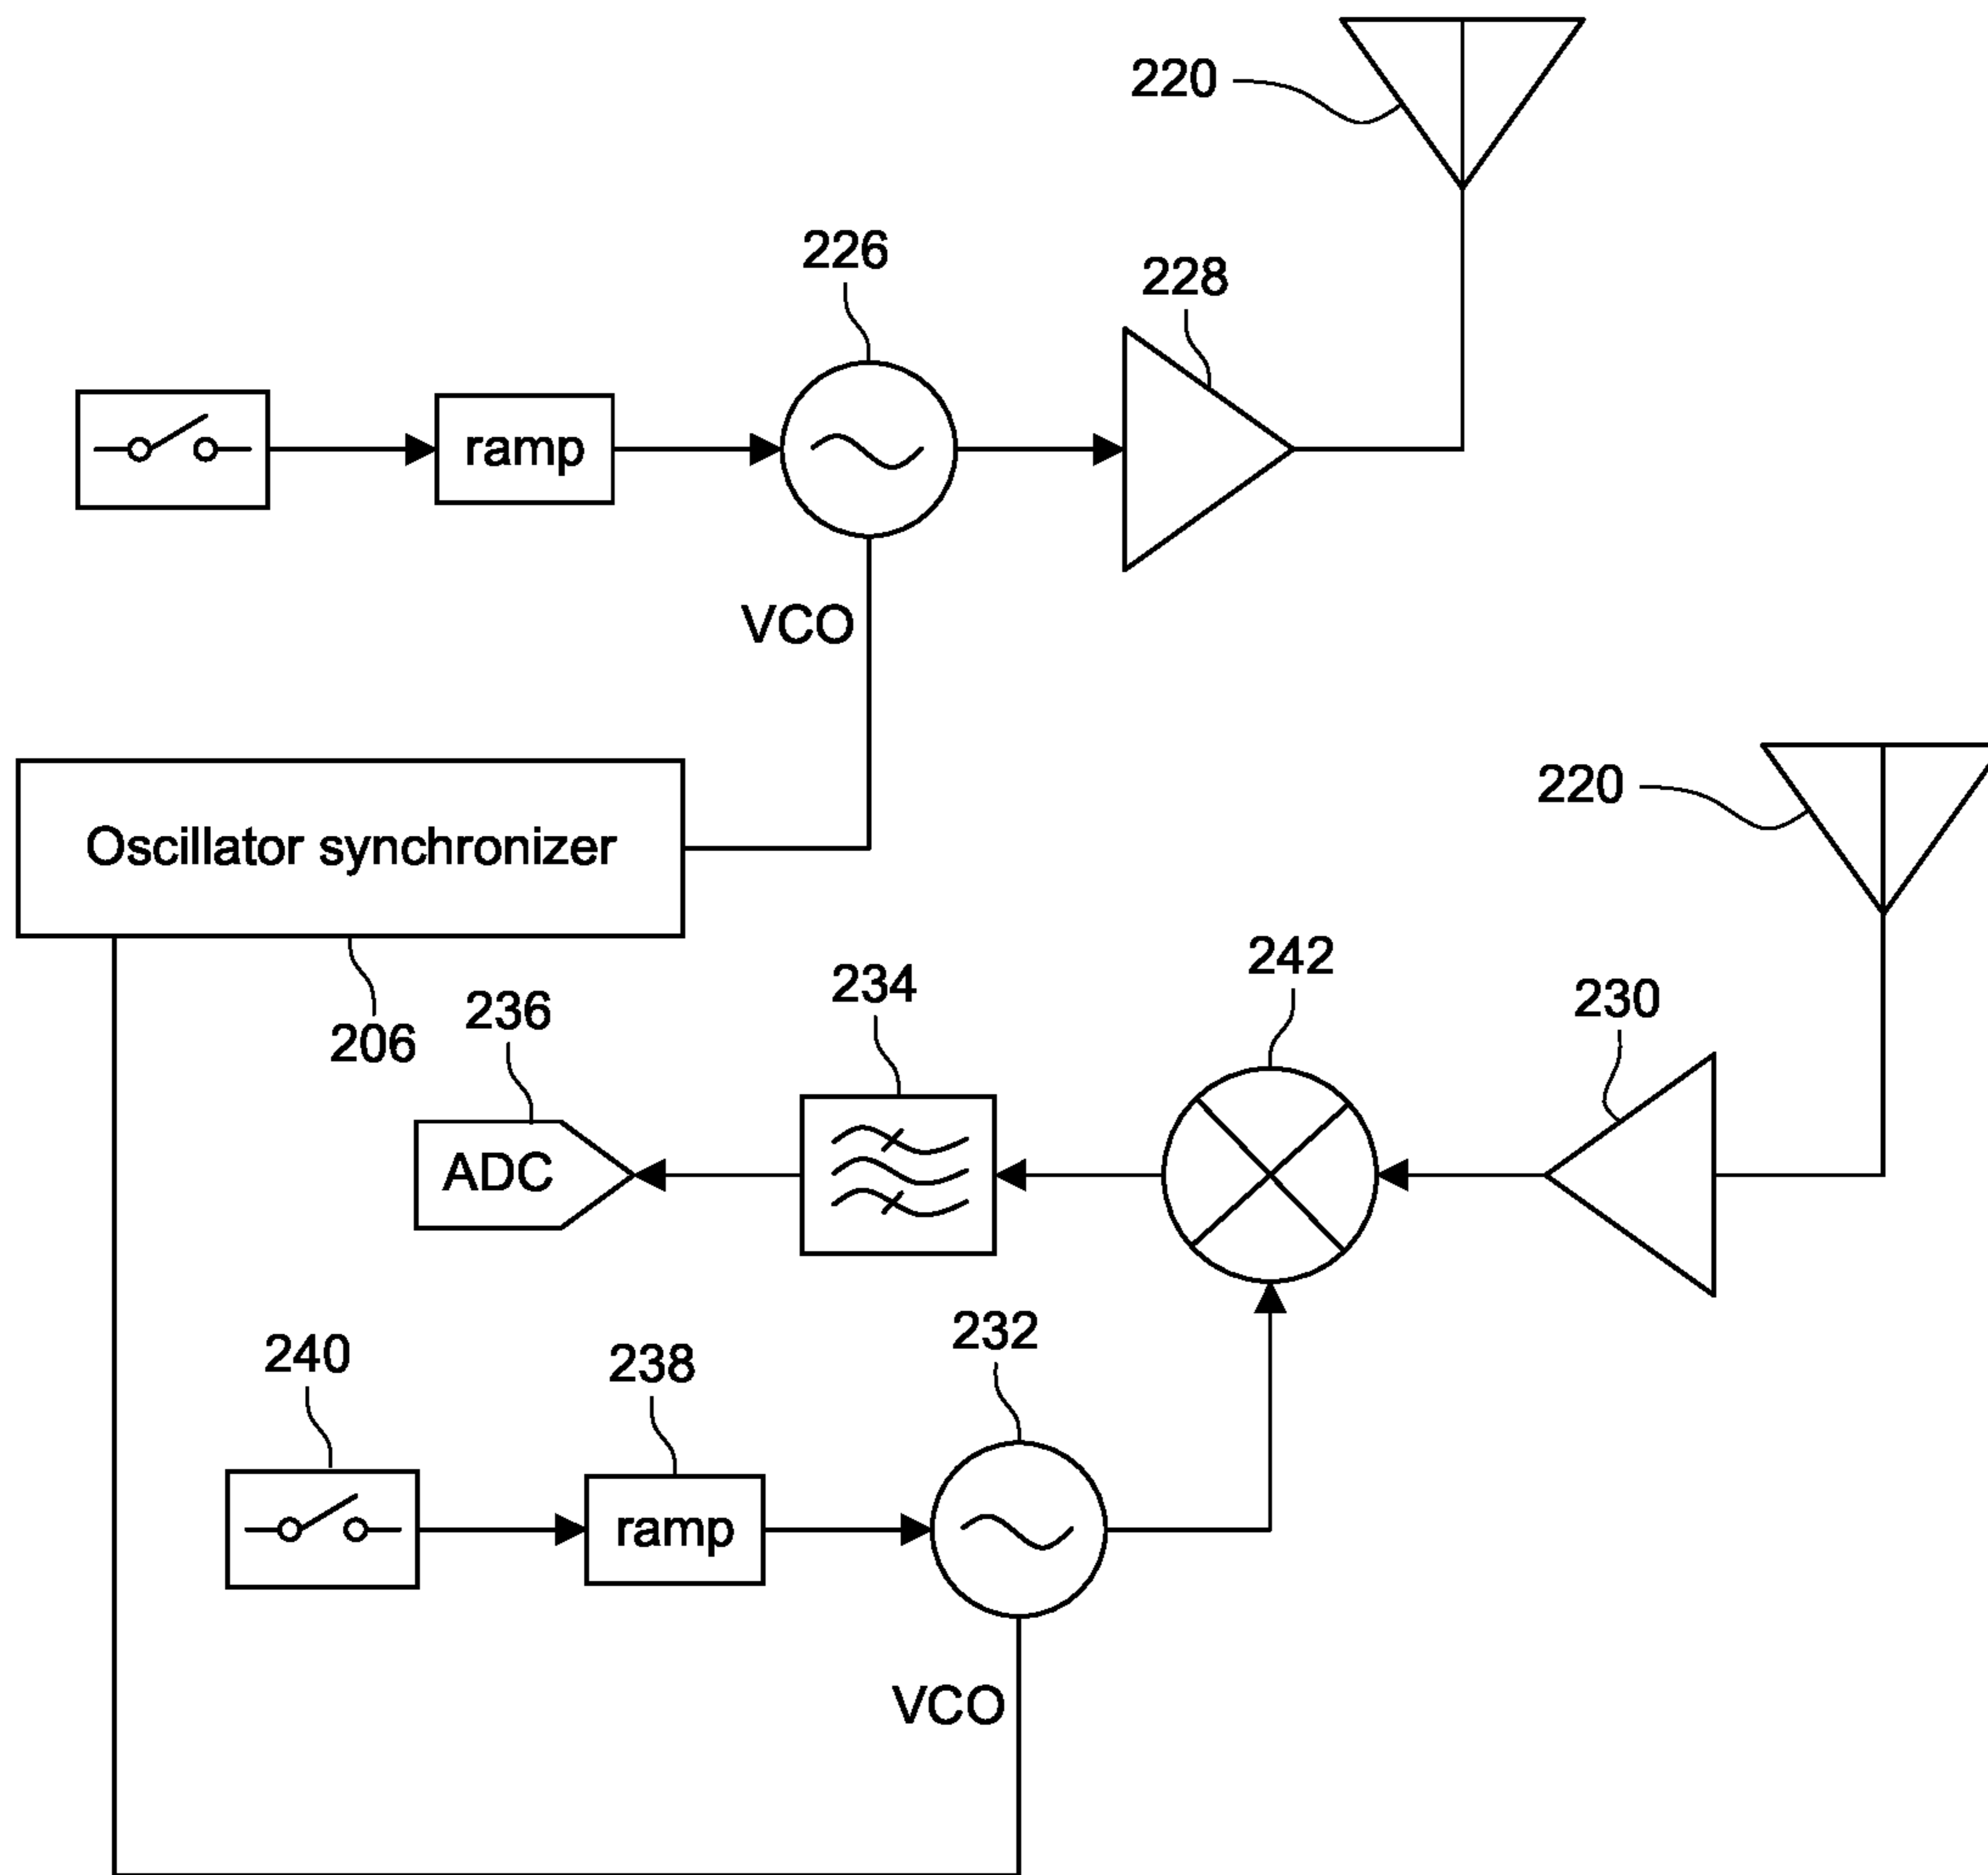 220
226
228
ramp
VCO
220
Oscillator synchronizer
242
234
230
236
206
ADC
232
240
238
ramp
VCO